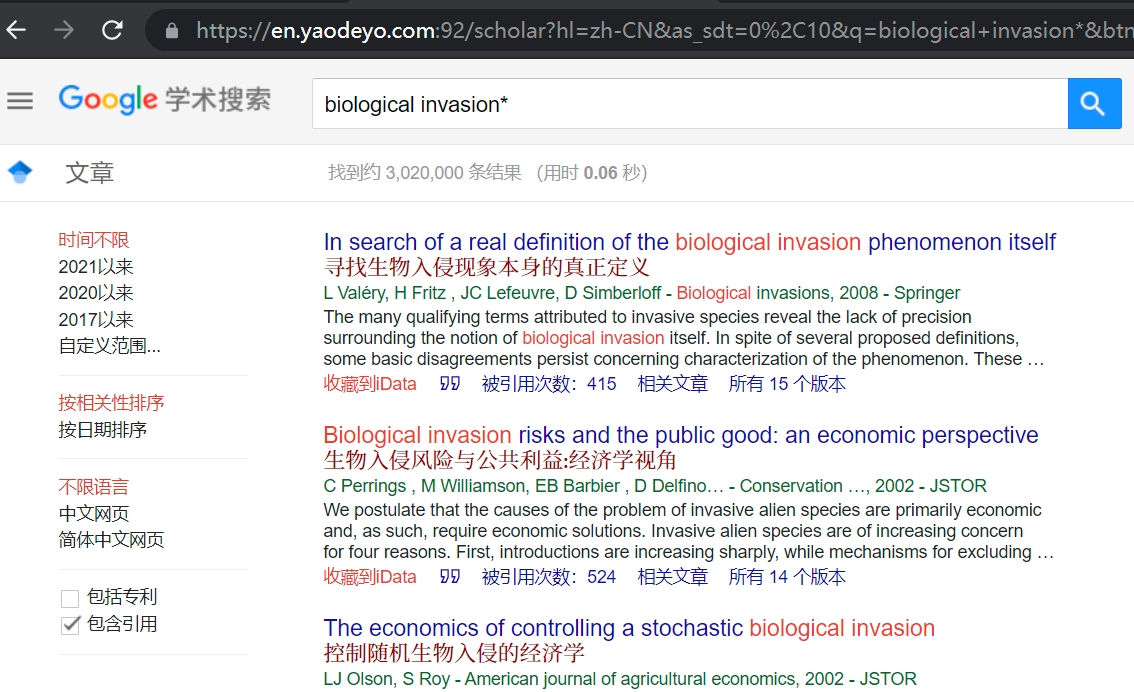 https://en.yaodeyo.com:92/scholar?hl=zh-CN&as_sdt=0%2C10&q=biological+invasion*&btn
Google 学术搜索
biological invasion*
文章
找到约 3,020,000 条结果 （用时 0.06 秒）
时间不限
2021以来
2020以来
2017以来
自定义范围...
按相关性排序
按日期排序
不限语言
中文网页
简体中文网页
包括专利
包含引用
In search of a real definition of the biological invasion phenomenon itself
寻找生物入侵现象本身的真正定义
L Valéry, H Fritz , JC Lefeuvre, D Simberloff - Biological invasions, 2008 - Springer
The many qualifying terms attributed to invasive species reveal the lack of precision
surrounding the notion of biological invasion itself. In spite of several proposed definitions,
some basic disagreements persist concerning characterization of the phenomenon. These …
收藏到iData 被引用次数：415 相关文章 所有 15 个版本
Biological invasion risks and the public good: an economic perspective
生物入侵风险与公共利益:经济学视角
C Perrings , M Williamson, EB Barbier , D Delfino… - Conservation …, 2002 - JSTOR
We postulate that the causes of the problem of invasive alien species are primarily economic
and, as such, require economic solutions. Invasive alien species are of increasing concern
for four reasons. First, introductions are increasing sharply, while mechanisms for excluding …
收藏到iData 被引用次数：524 相关文章 所有 14 个版本
The economics of controlling a stochastic biological invasion
控制随机生物入侵的经济学
LJ Olson, S Roy - American journal of agricultural economics, 2002 - JSTOR